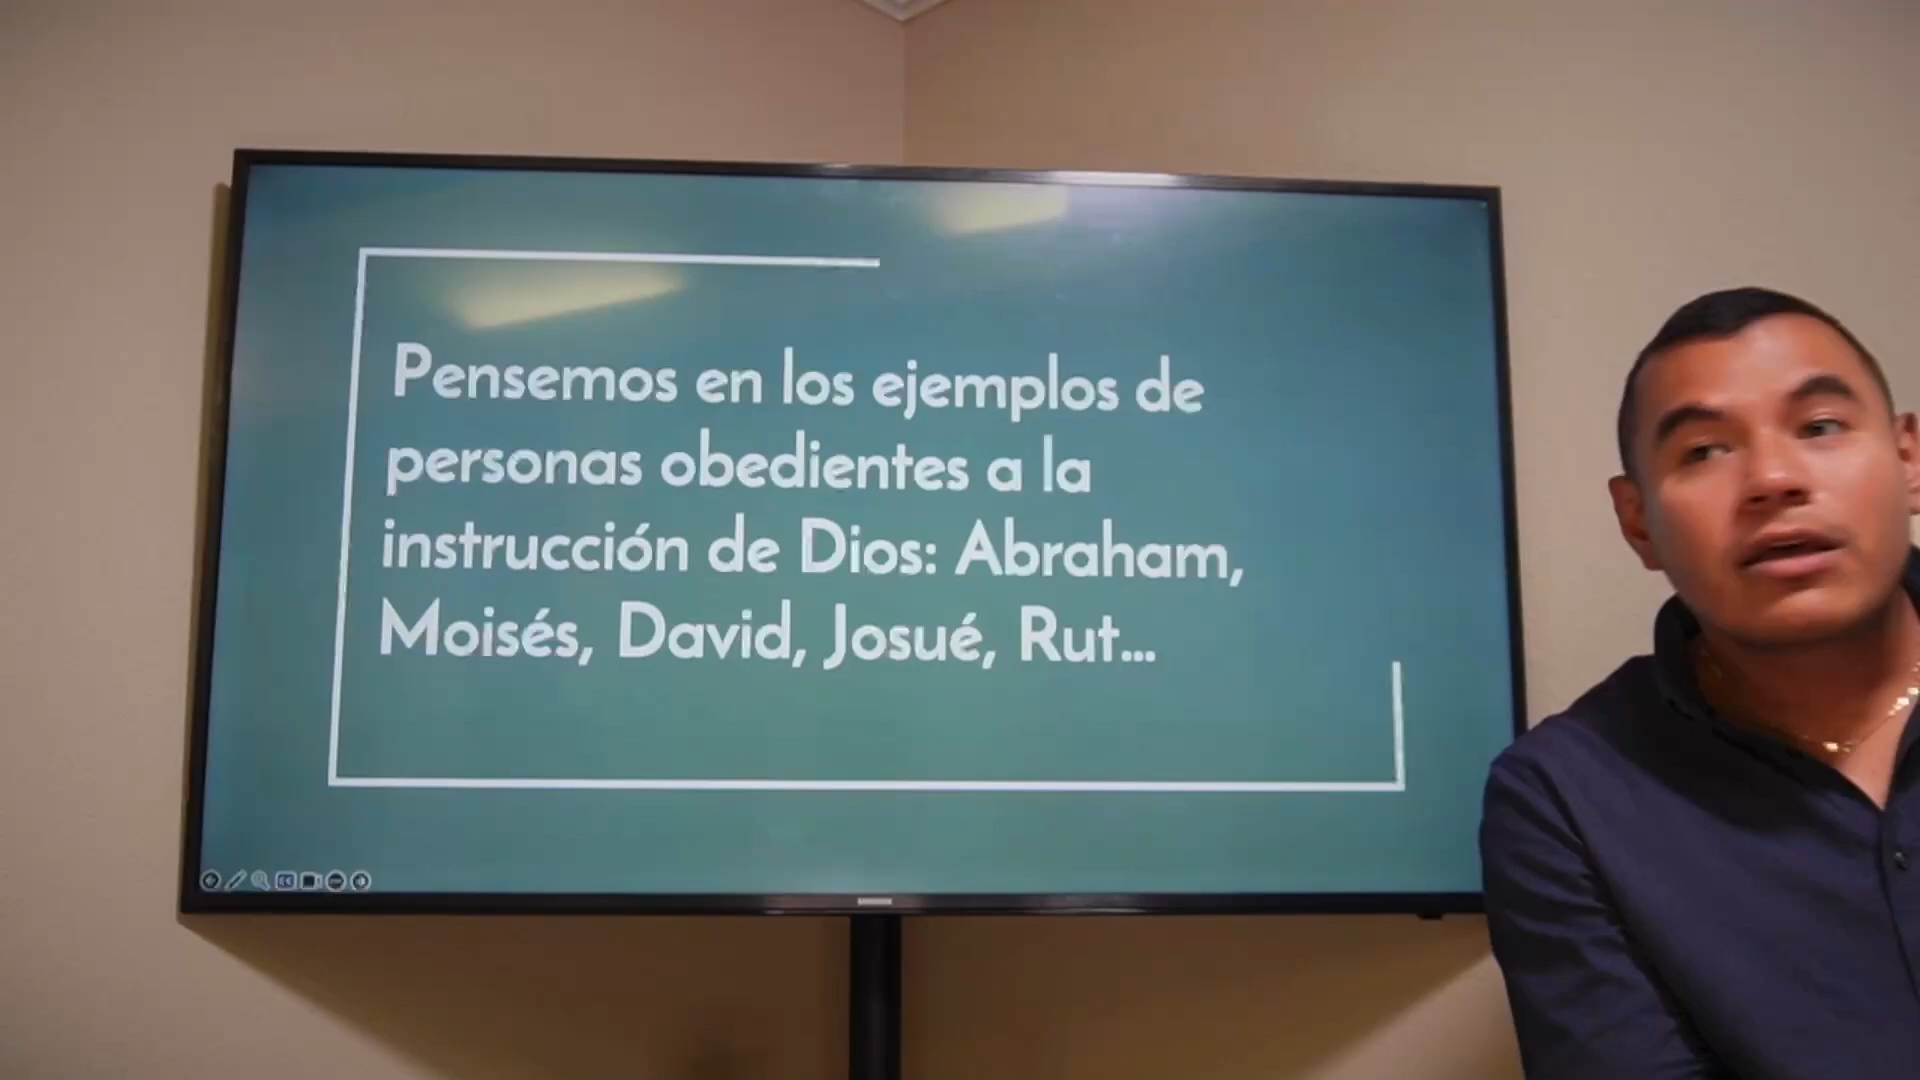 Pensemos en los ejemplos de
personas obedientes a la
instrucción de Dios: Abraham,
Moisés, David, Josué, Rut...